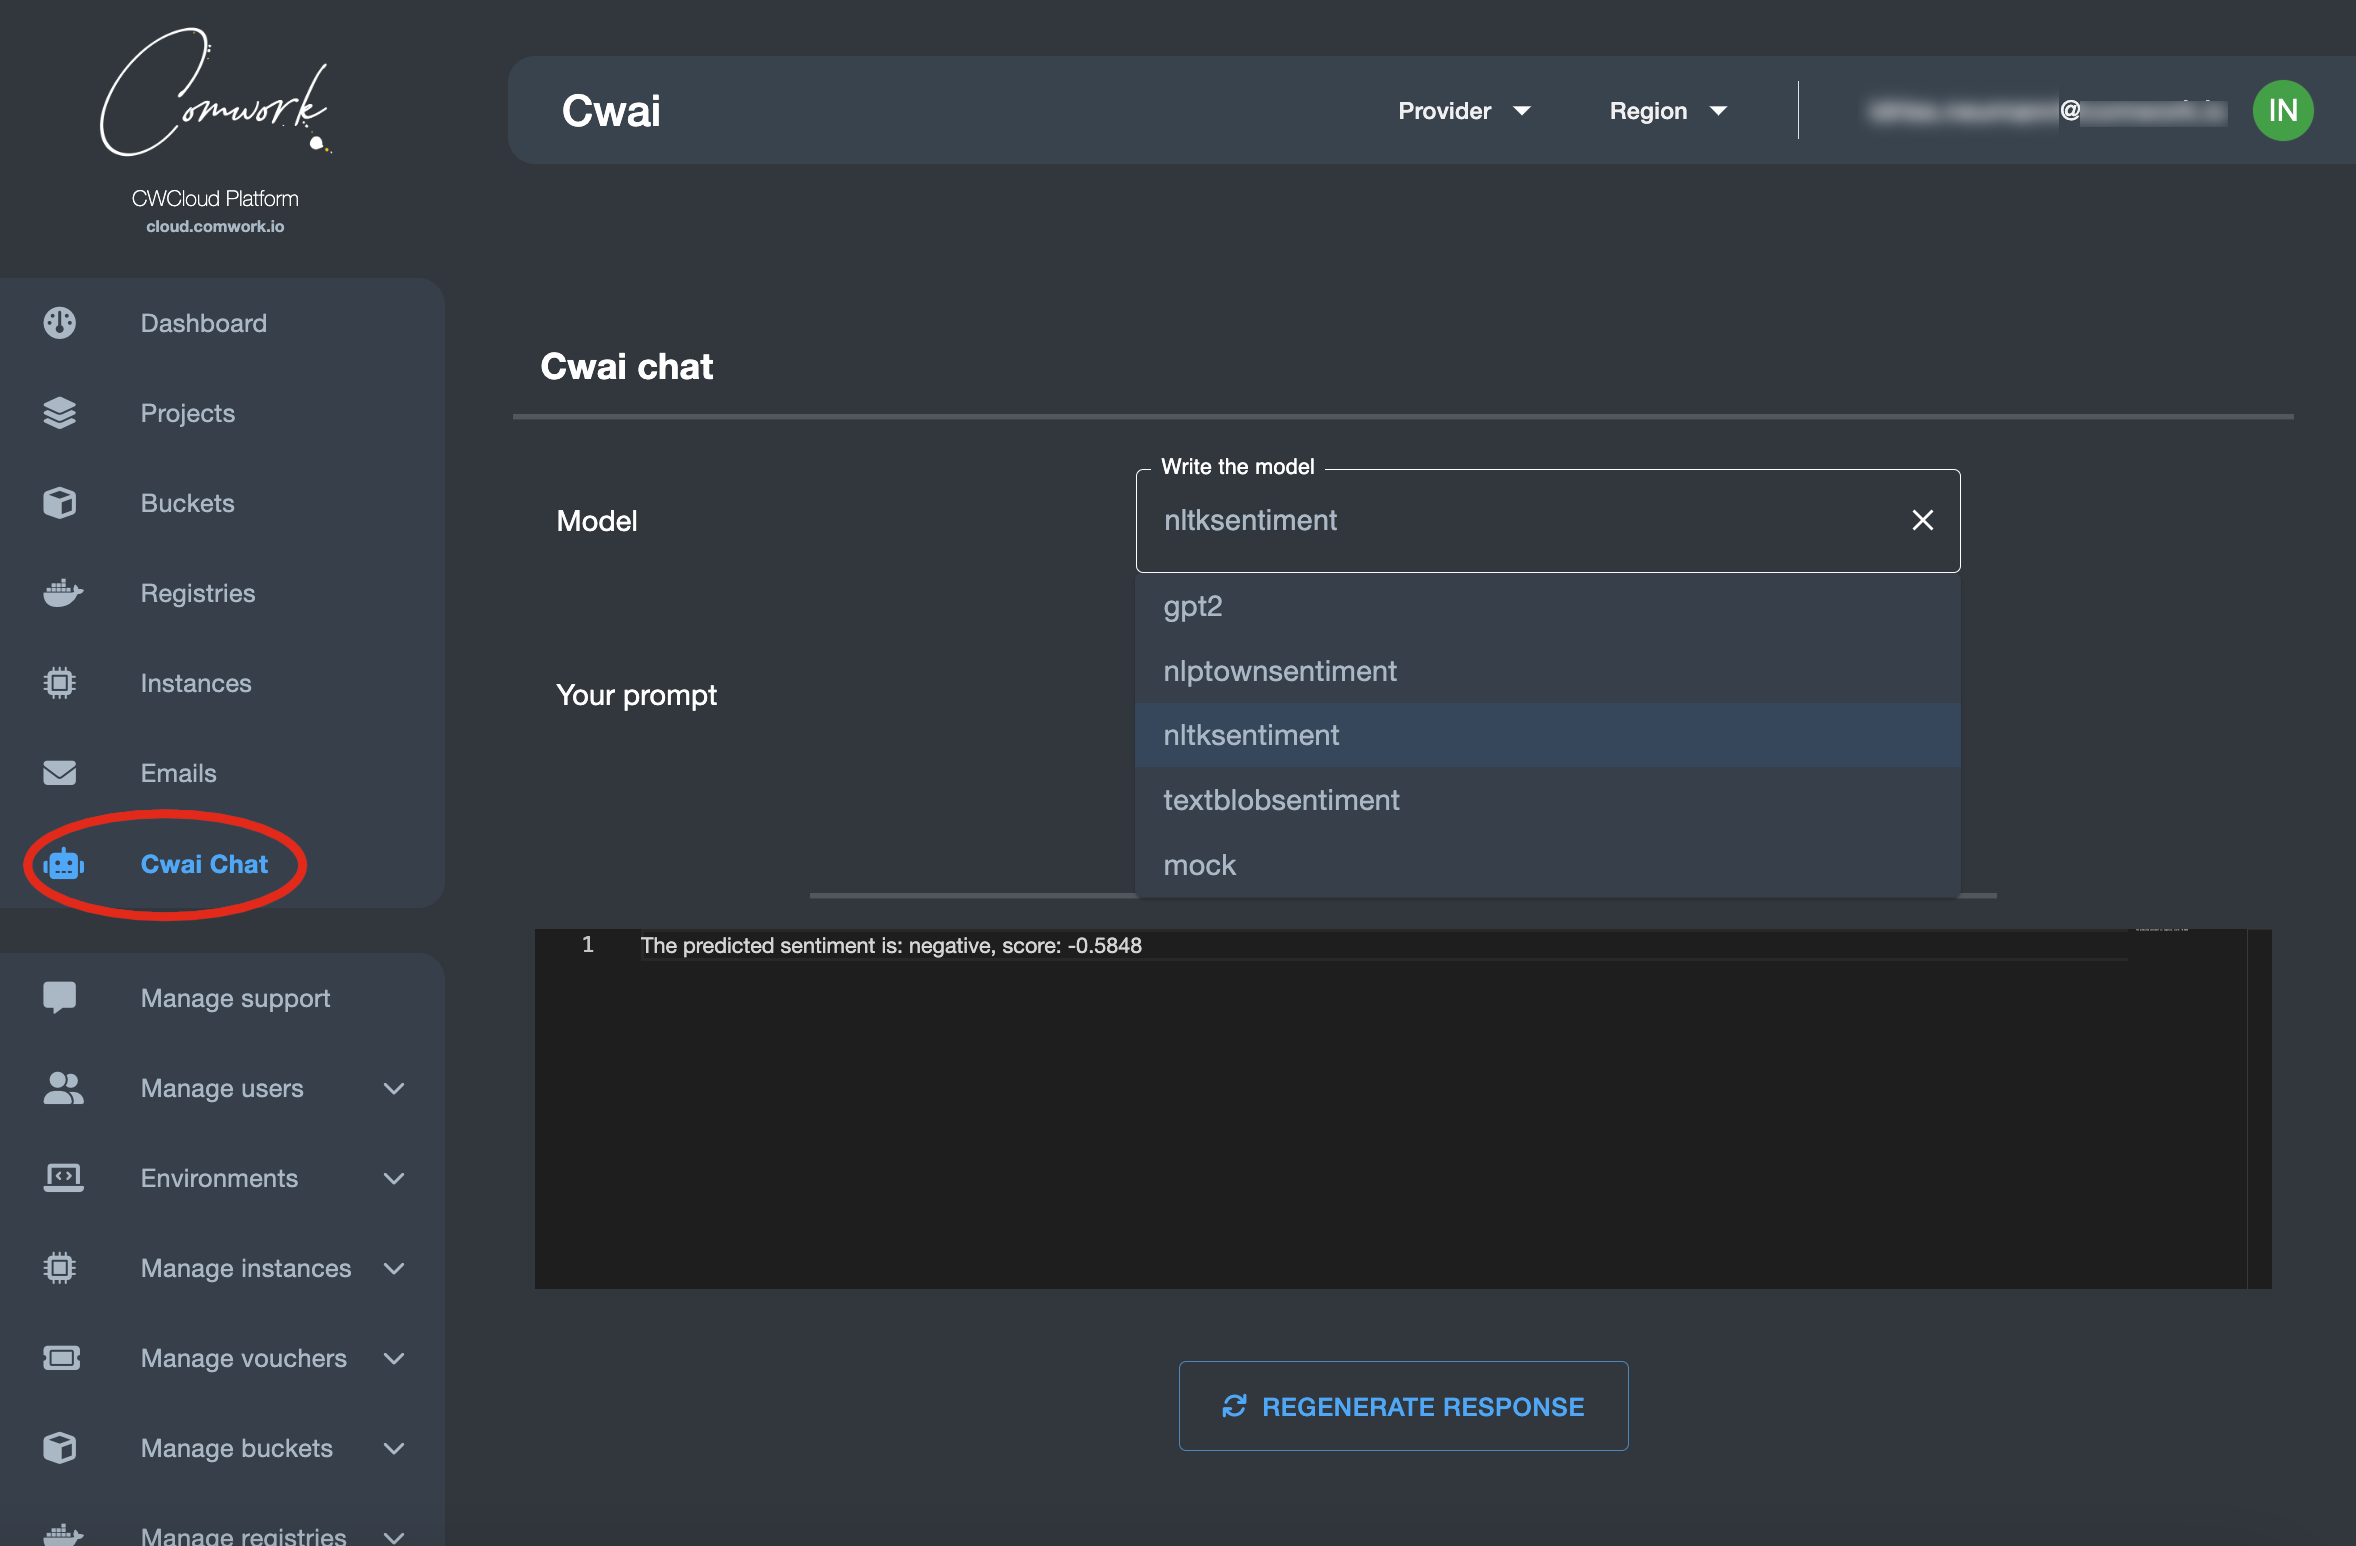 Comwork
CWCloud Platform
cloud.comwork.io
Cwai
Provider
Region
@
IN
Dashboard
Projects
Buckets
Registries
Instances
Emails
Cwai Chat
Manage support
Manage users
Environments
Manage instances
Manage vouchers
Manage buckets
Manage registries
Cwai chat
Model
Write the model
nltksentiment
gpt2
nlptownsentiment
nltksentiment
textblobsentiment
mock
Your prompt
1 The predicted sentiment is: negative, score: -0.5848
REGENERATE RESPONSE